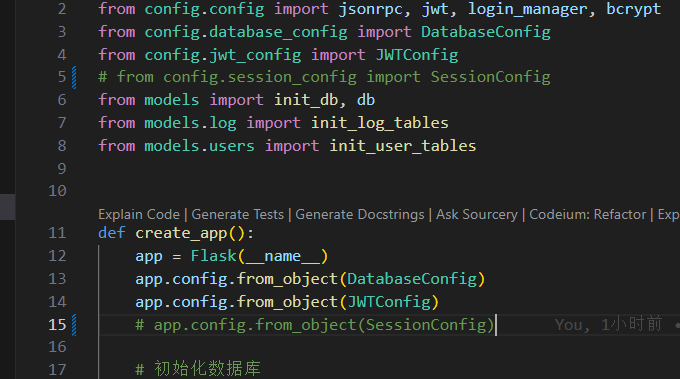 2 from config.config import jsonrpc, jwt, login_manager, bcrypt
3 from config.database_config import DatabaseConfig
4 from config.jwt_config import JWTConfig
5 # from config.session_config import SessionConfig
6 from models import init_db, db
7 from models.log import init_log_tables
8 from models.users import init_user_tables
9
10
Explain Code | Generate Tests | Generate Docstrings | Ask Sourcery | Codeium: Refactor | Exp
11 def create_app():
12 app = Flask(__name__)
13 app.config.from_object(DatabaseConfig)
14 app.config.from_object(JWTConfig)
15 # app.config.from_object(SessionConfig) You, 1小时前 •
16
17 # 初始化数据库